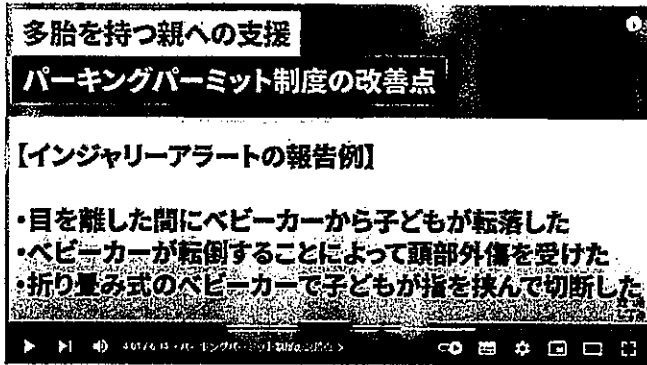 多胎を持つ親への支援
パーキングパーミット制度の改善点
【インジャリーアラートの報告例】
・目を離した間にベビーカーから子どもが転落した
・ベビーカーが転倒することによって頭部外傷を受けた
・折り畳み式のベビーカーで子どもが指を挟んで切断した